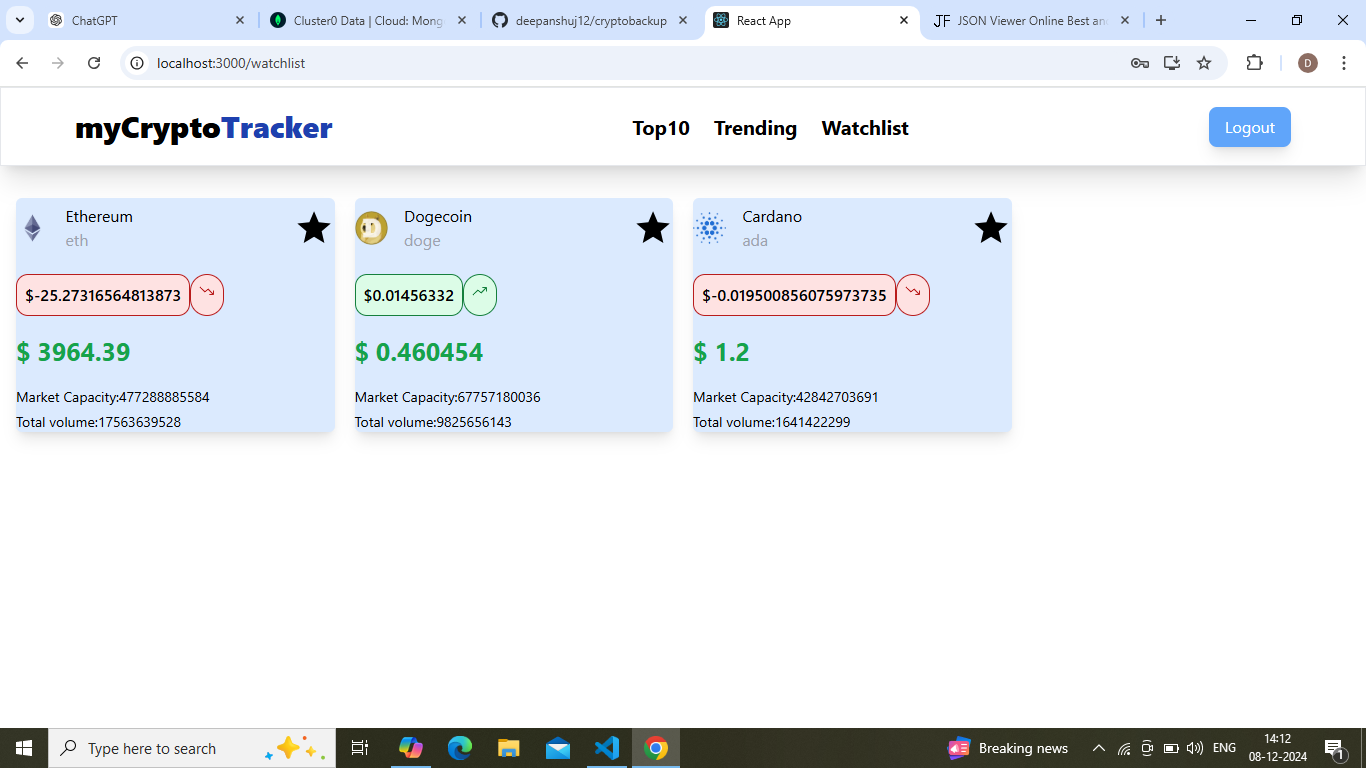 ChatGPT
Cluster0 Data | Cloud: Mong
deepanshuj12/cryptobackup
React App
JF JSON Viewer Online Best and
localhost:3000/watchlist
D
myCryptoTracker
Top10 Trending Watchlist
Logout
Ethereum
eth
$-25.27316564813873
$ 3964.39
Market Capacity:477288885584
Total volume:17563639528
Dogecoin
doge
$0.01456332
$ 0.460454
Market Capacity:67757180036
Total volume:9825656143
Cardano
ada
$-0.019500856075973735
$ 1.2
Market Capacity:42842703691
Total volume:1641422299
Type here to search
Breaking news
ENG
14:12
08-12-2024
1